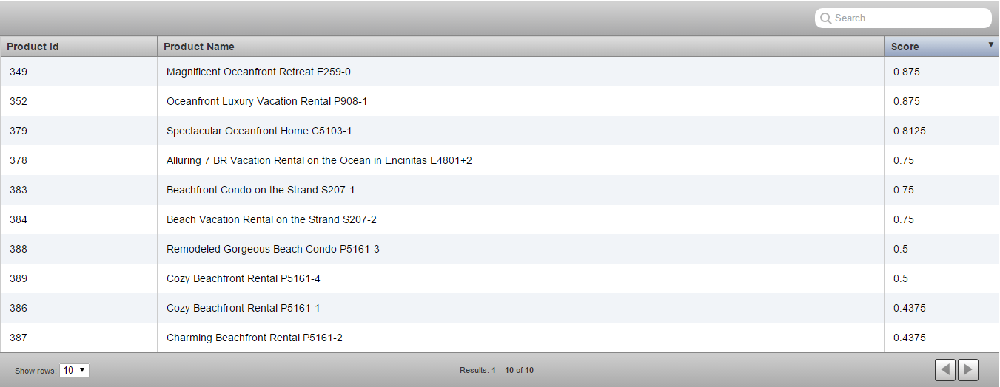 Search
Product Id Product Name Score ▼
349 Magnificent Oceanfront Retreat E259-0 0.875
352 Oceanfront Luxury Vacation Rental P908-1 0.875
379 Spectacular Oceanfront Home C5103-1 0.8125
378 Alluring 7 BR Vacation Rental on the Ocean in Encinitas E4801+2 0.75
383 Beachfront Condo on the Strand S207-1 0.75
384 Beach Vacation Rental on the Strand S207-2 0.75
388 Remodeled Gorgeous Beach Condo P5161-3 0.5
389 Cozy Beachfront Rental P5161-4 0.5
386 Cozy Beachfront Rental P5161-1 0.4375
387 Charming Beachfront Rental P5161-2 0.4375
Show rows: 10 ▼ Results: 1 – 10 of 10